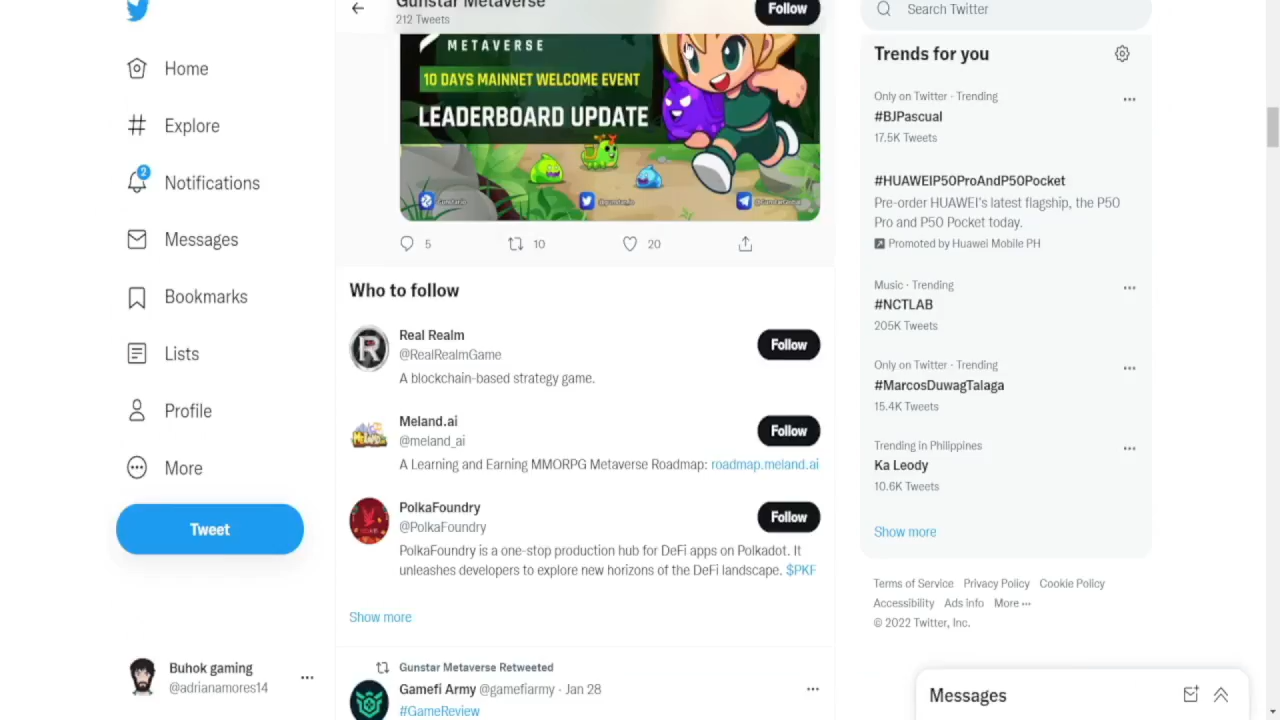 Home
Explore
2
Notifications
Messages
Bookmarks
Lists
Profile
More
Tweet
Buhok gaming
@adrianamores14
Gunstar Metaverse
212 Tweets
Follow
METAVERSE
10 DAYS MAINNET WELCOME EVENT
LEADERBOARD UPDATE
5
10
20
Who to follow
Real Realm
@RealRealmGame
Follow
A blockchain-based strategy game.
Meland.ai
@meland_ai
Follow
A Learning and Earning MMORPG Metaverse Roadmap: roadmap.meland.ai
PolkaFoundry
@PolkaFoundry
Follow
PolkaFoundry is a one-stop production hub for DeFi apps on Polkadot. It
unleashes developers to explore new horizons of the DeFi landscape. $PKF
Show more
Gunstar Metaverse Retweeted
Gamefi Army @gamefiarmy · Jan 28
#GameReview
Search Twitter
Trends for you
Only on Twitter · Trending
#BJPascual
17.5K Tweets
#HUAWEIP50ProAndP50Pocket
Pre-order HUAWEI's latest flagship, the P50
Pro and P50 Pocket today.
Promoted by Huawei Mobile PH
Music · Trending
#NCTLAB
205K Tweets
Only on Twitter · Trending
#MarcosDuwagTalaga
15.4K Tweets
Trending in Philippines
Ka Leody
10.6K Tweets
Show more
Terms of Service Privacy Policy Cookie Policy
Accessibility Ads info More ···
© 2022 Twitter, Inc.
Messages